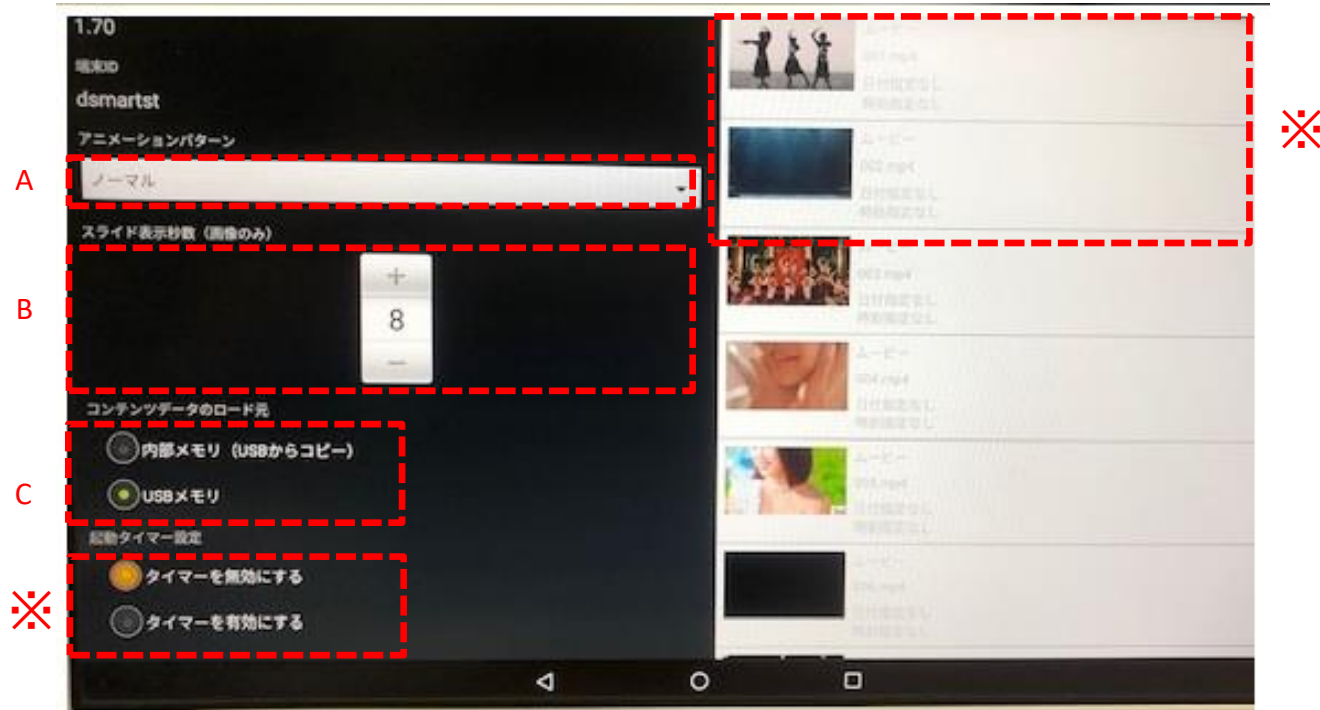 1.70
端末ID
dsmartst
アニメーションパターン
A
ノーマル
スライド表示秒数（画像のみ）
B
+
8
−
コンテンツデータのロード元
内部メモリ（USBからコピー）
C
USBメモリ
起動タイマー設定
タイマーを無効にする
※
タイマーを有効にする
ムービー
001.mp4
日付指定なし
時刻指定なし
※
ムービー
002.mp4
日付指定なし
時刻指定なし
ムービー
003.mp4
日付指定なし
時刻指定なし
ムービー
004.mp4
日付指定なし
時刻指定なし
ムービー
005.mp4
日付指定なし
時刻指定なし
ムービー
006.mp4
日付指定なし
時刻指定なし